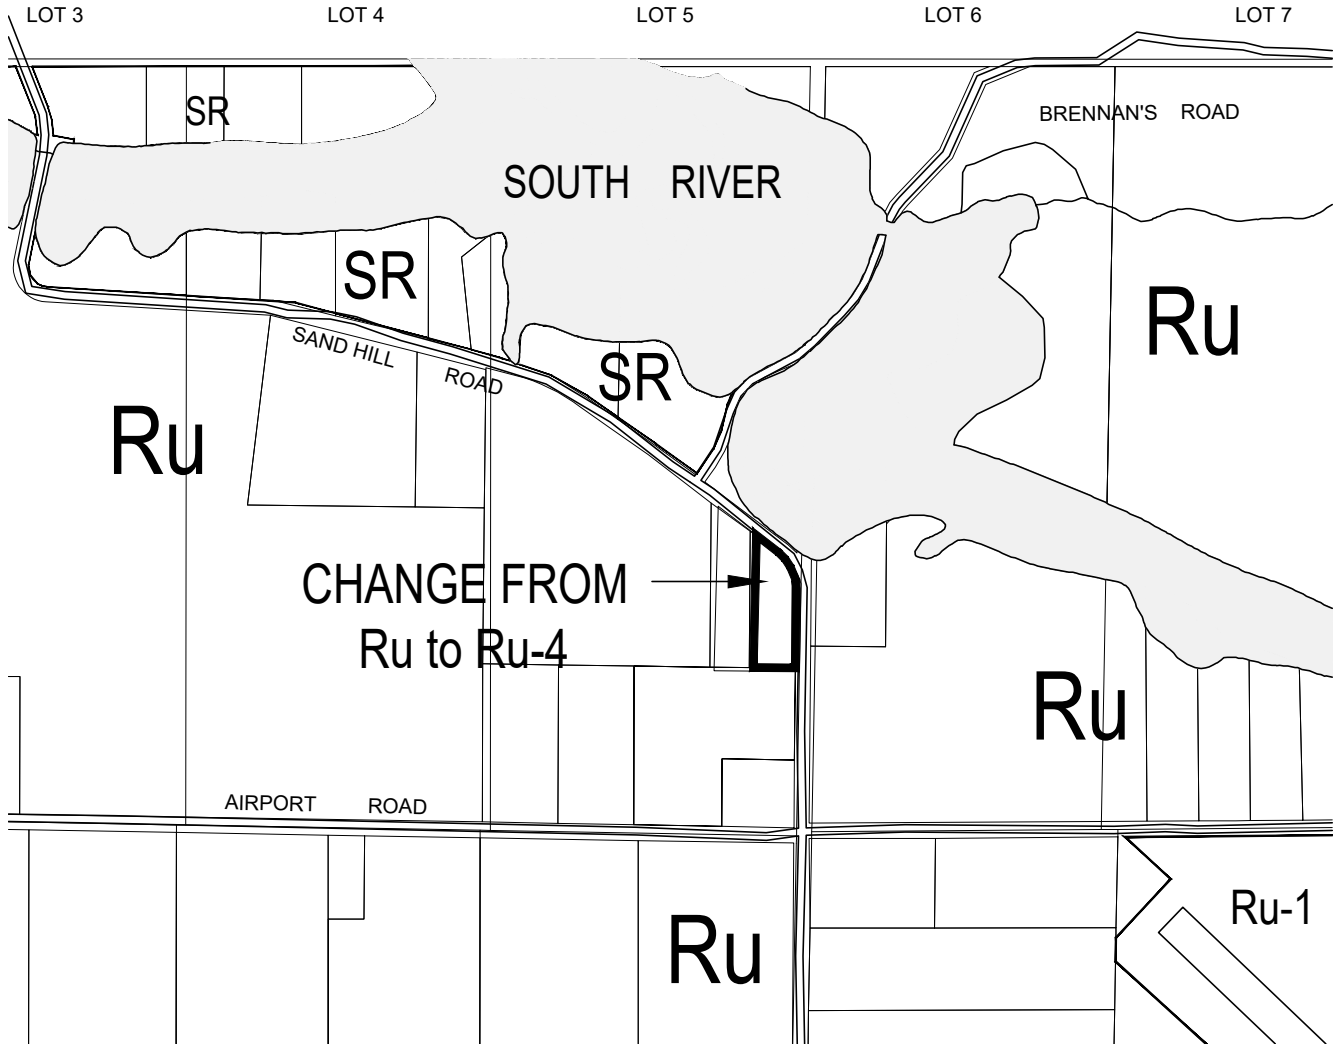 LOT 3 LOT 4 LOT 5 LOT 6 LOT 7
SR
BRENNAN'S ROAD
SOUTH RIVER
SR
Ru
SAND HILL ROAD
SR
Ru
CHANGE FROM
Ru to Ru-4
Ru
AIRPORT ROAD
Ru-1
Ru